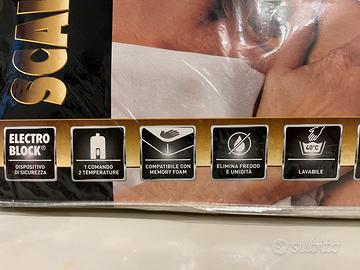 SCAL
ELECTRO
BLOCK®
DISPOSITIVO
DI SICUREZZA
1 COMANDO
2 TEMPERATURE
COMPATIBILE CON
MEMORY FOAM
ELIMINA FREDDO
E UMIDITÀ
40°C
LAVABILE
subito